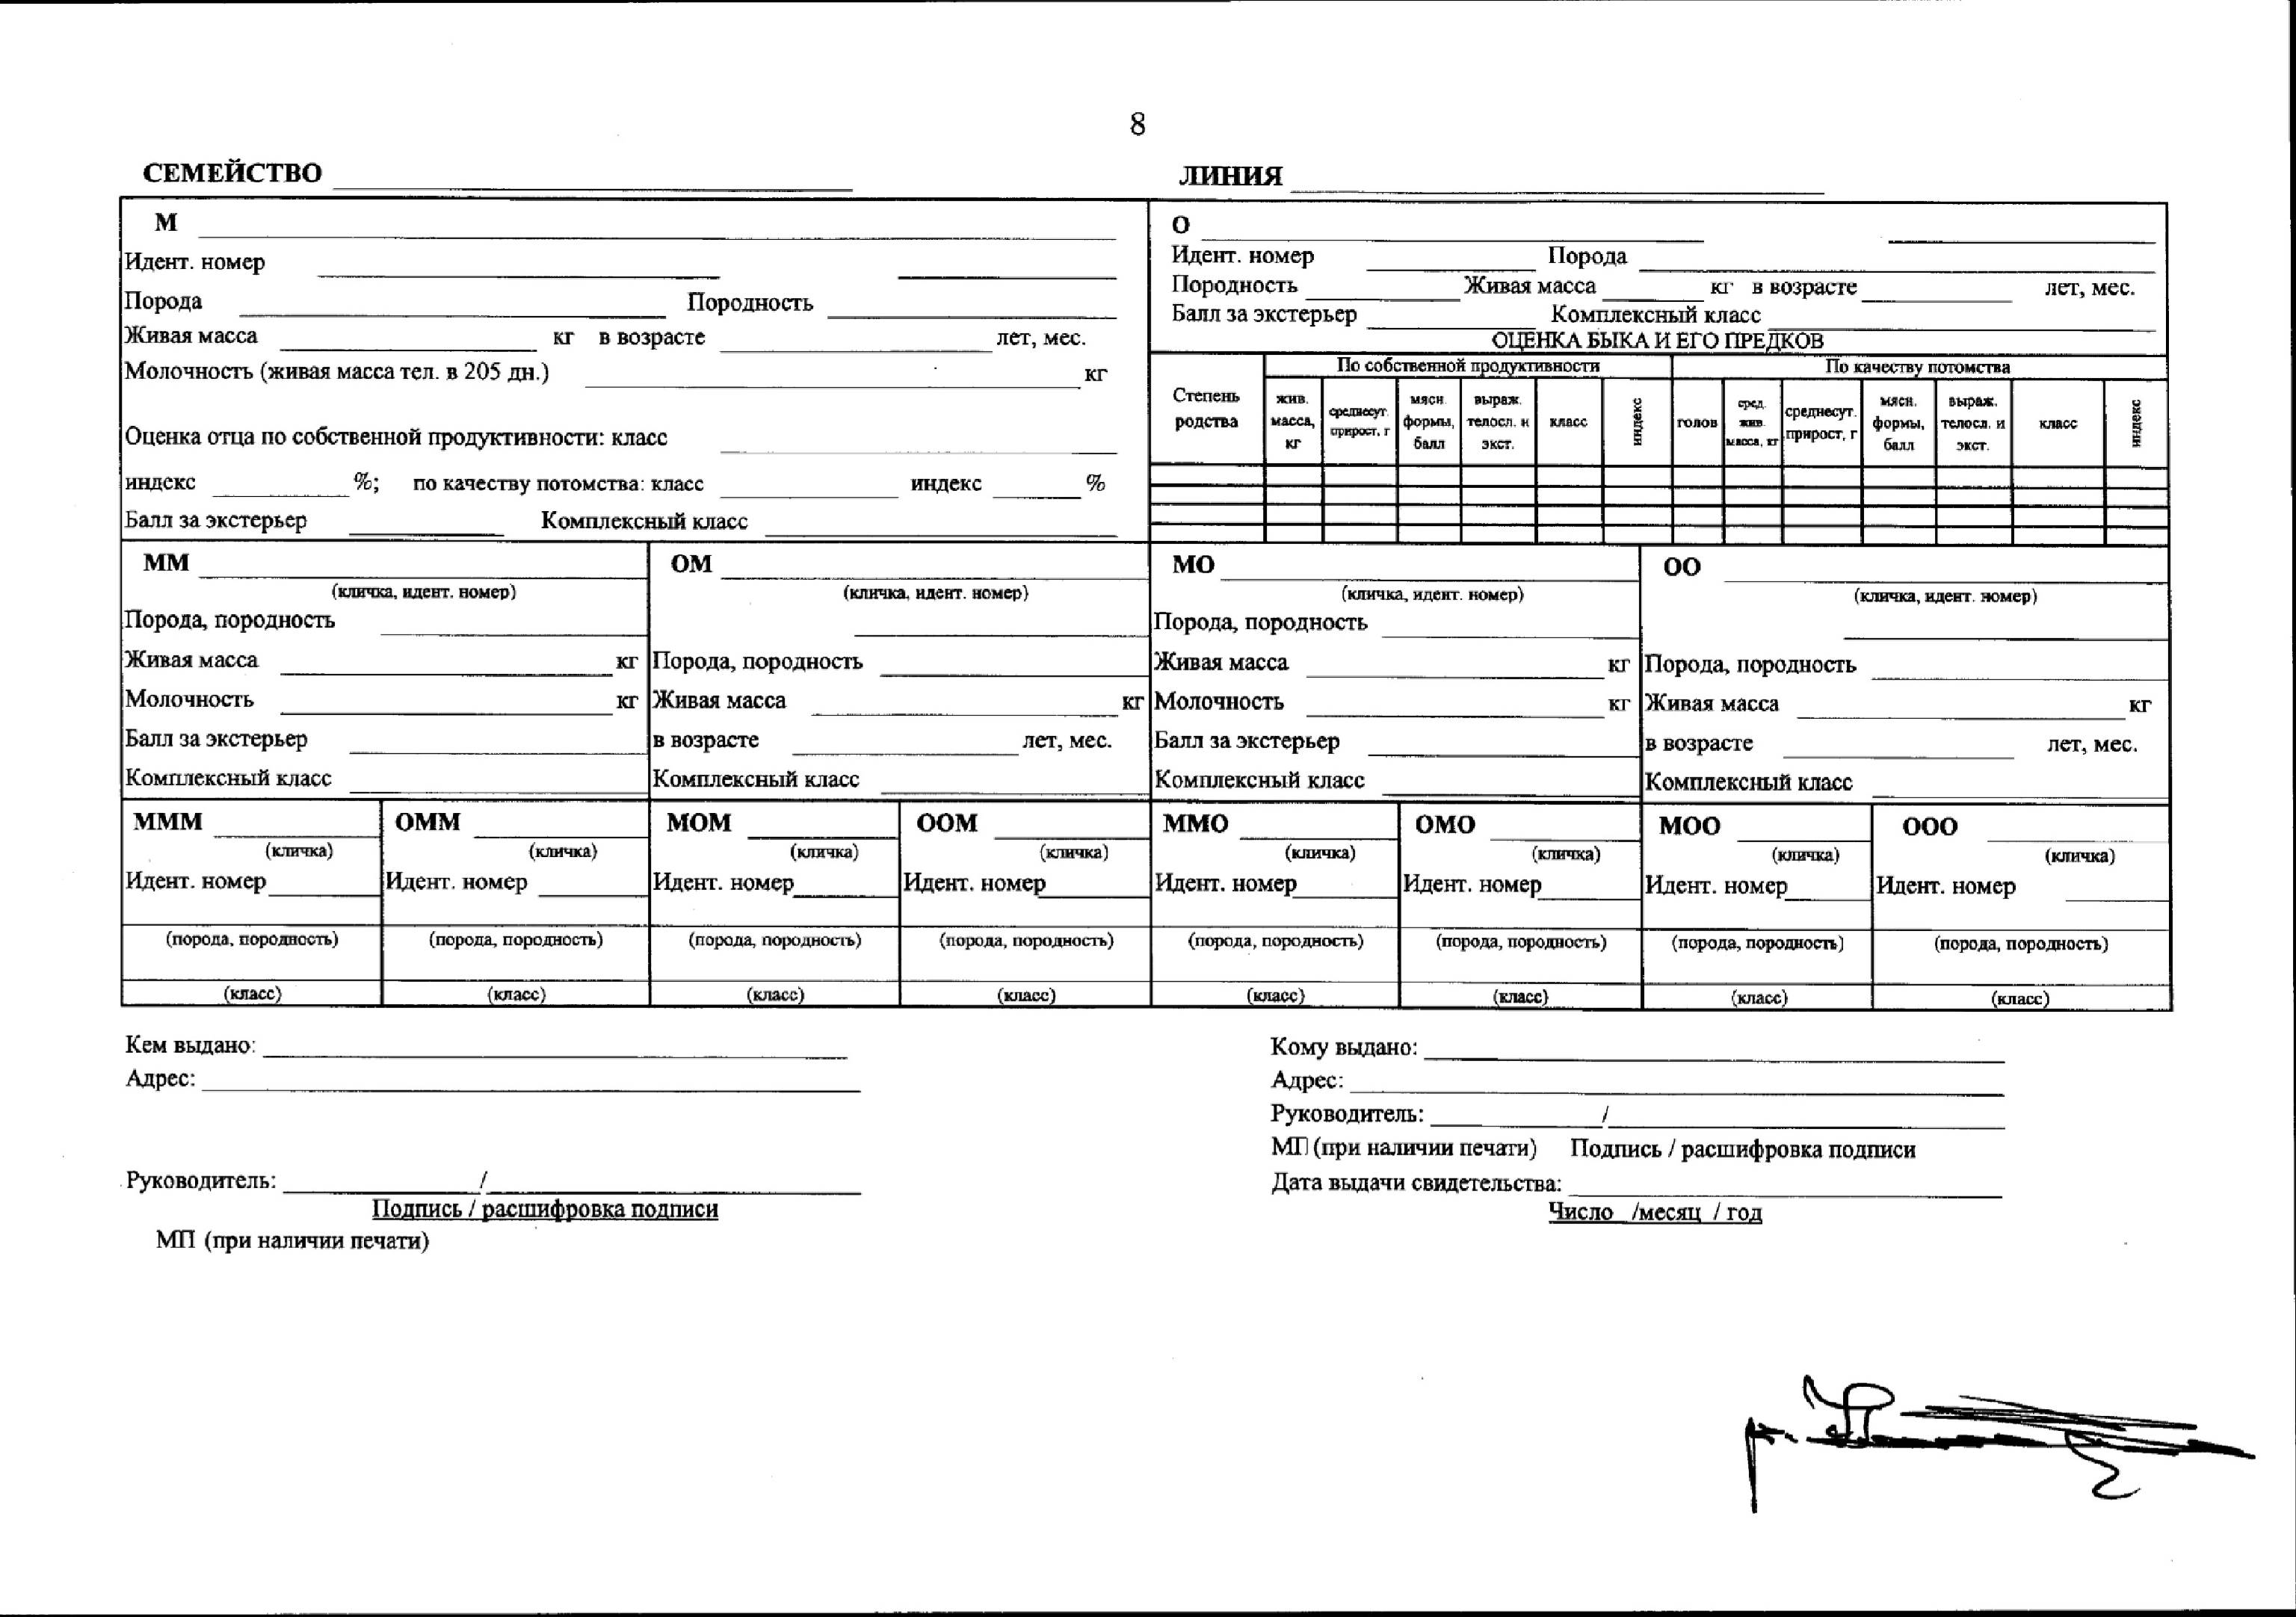 8
СЕМЕЙСТВО
ЛИНИЯ
М
Идент. номер
Порода Породность
Живая масса кг в возрасте лет, мес.
Молочность (живая масса тел. в 205 дн.) кг
Оценка отца по собственной продуктивности: класс
индекс %; по качеству потомства: класс индекс %
Балл за экстерьер Комплексный класс
О
Идент. номер Порода
Породность Живая масса кг в возрасте лет, мес.
Балл за экстерьер Комплексный класс
ОЦЕНКА БЫКА И ЕГО ПРЕДКОВ
Степень родства
По собственной продуктивности
По качеству потомства
жив. масса, кг
среднесут. прирост, г
мясн. формы, балл
выраж. телосл. и экст.
класс
индекс
голов
сред. жив. масса, кг
среднесут. прирост, г
мясн. формы, балл
выраж. телосл. и экст.
класс
индекс
ММ
(кличка, идент. номер)
Порода, породность
Живая масса кг
Молочность кг
Балл за экстерьер
Комплексный класс
ОМ
(кличка, идент. номер)
Порода, породность
Живая масса кг
в возрасте лет, мес.
Комплексный класс
МО
(кличка, идент. номер)
Порода, породность
Живая масса кг
Молочность кг
Балл за экстерьер
Комплексный класс
ОО
(кличка, идент. номер)
Порода, породность
Живая масса кг
в возрасте лет, мес.
Комплексный класс
МММ
(кличка)
Идент. номер
(порода, породность)
(класс)
ОММ
(кличка)
Идент. номер
(порода, породность)
(класс)
МОМ
(кличка)
Идент. номер
(порода, породность)
(класс)
ООМ
(кличка)
Идент. номер
(порода, породность)
(класс)
ММО
(кличка)
Идент. номер
(порода, породность)
(класс)
ОМО
(кличка)
Идент. номер
(порода, породность)
(класс)
МОО
(кличка)
Идент. номер
(порода, породность)
(класс)
ООО
(кличка)
Идент. номер
(порода, породность)
(класс)
Кем выдано:
Адрес:
Руководитель: /
Подпись / расшифровка подписи
МП (при наличии печати)
Кому выдано:
Адрес:
Руководитель: /
МП (при наличии печати) Подпись / расшифровка подписи
Дата выдачи свидетельства:
Число /месяц / год